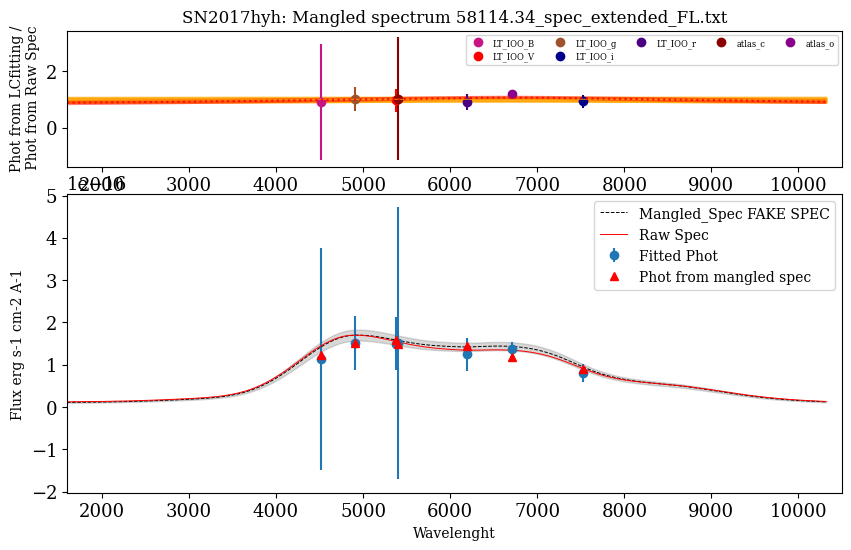 SN2017hyh: Mangled spectrum 58114.34_spec_extended_FL.txt
Phot from LCfitting /
Phot from Raw Spec
2
0
LT_IOO_B
LT_IOO_g
LT_IOO_r
atlas_c
atlas_o
LT_IOO_V
LT_IOO_i
2000 3000 4000 5000 6000 7000 8000 9000 10000
1e−16
Flux erg s-1 cm-2 A-1
5
4
3
2
1
0
−1
−2
Mangled_Spec FAKE SPEC
Raw Spec
Fitted Phot
Phot from mangled spec
2000 3000 4000 5000 6000 7000 8000 9000 10000
Wavelenght